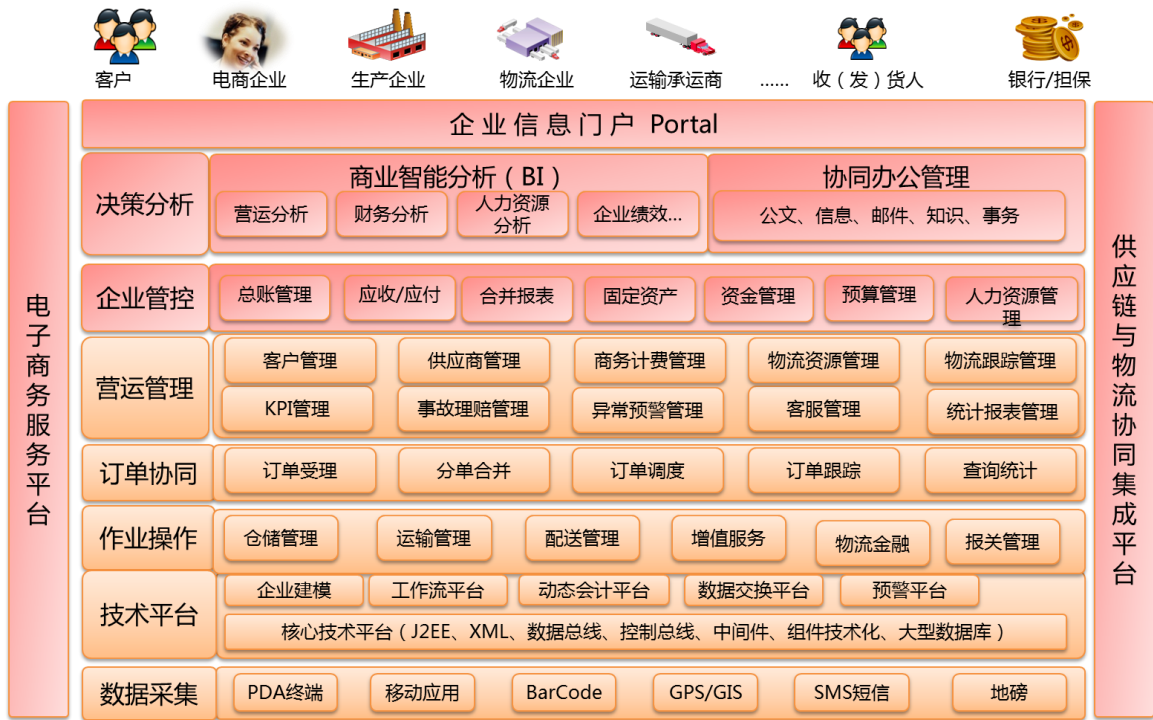 客户
电商企业
生产企业
物流企业
运输承运商
......
收（发）货人
银行/担保
电子商务服务平台
企业信息门户 Portal
决策分析
商业智能分析（BI）
营运分析
财务分析
人力资源
分析
企业绩效...
协同办公管理
公文、信息、邮件、知识、事务
企业管控
总账管理
应收/应付
合并报表
固定资产
资金管理
预算管理
人力资源管
理
营运管理
客户管理
供应商管理
商务计费管理
物流资源管理
物流跟踪管理
KPI管理
事故理赔管理
异常预警管理
客服管理
统计报表管理
订单协同
订单受理
分单合并
订单调度
订单跟踪
查询统计
作业操作
仓储管理
运输管理
配送管理
增值服务
物流金融
报关管理
技术平台
企业建模
工作流平台
动态会计平台
数据交换平台
预警平台
核心技术平台（J2EE、XML、数据总线、控制总线、中间件、组件技术化、大型数据库）
数据采集
PDA终端
移动应用
BarCode
GPS/GIS
SMS短信
地磅
供应链与物流协同集成平台